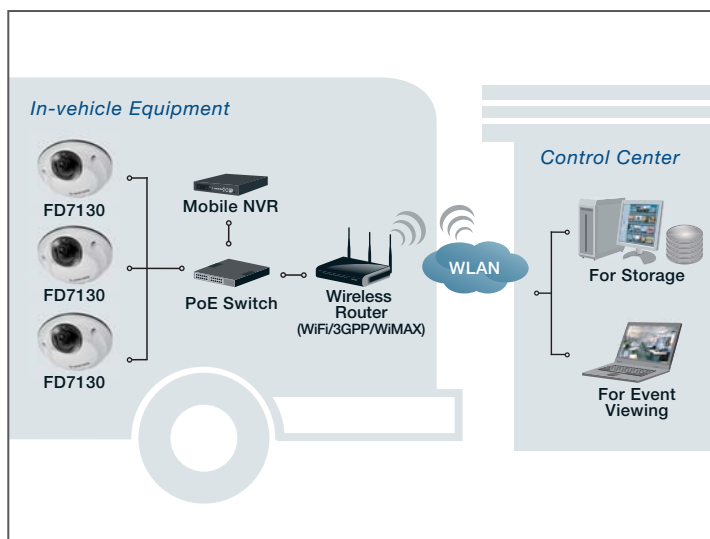 In-vehicle Equipment
FD7130
FD7130
FD7130
Mobile NVR
PoE Switch
Wireless
Router
(WiFi/3GPP/WiMAX)
WLAN
Control Center
For Storage
For Event
Viewing